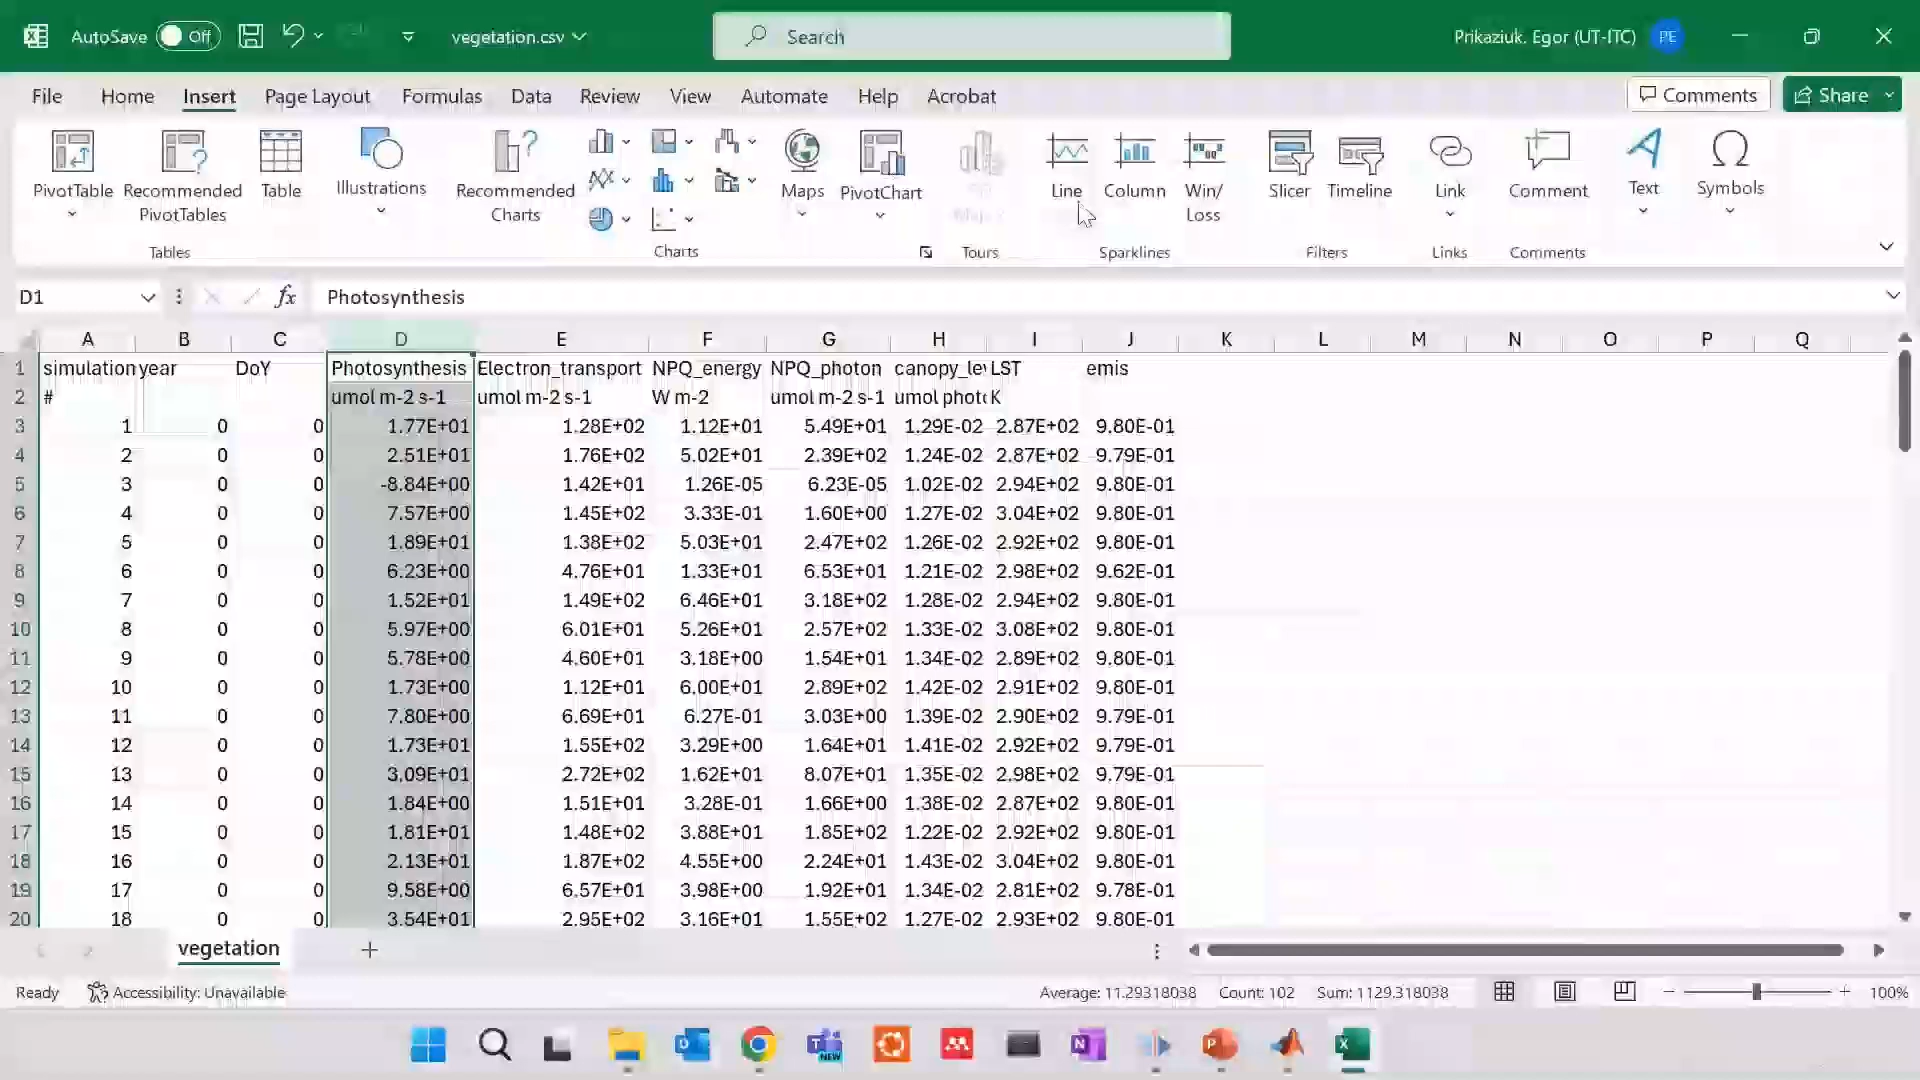 AutoSave Off vegetation.csv Search Prikaziuk, Egor (UT-ITC) PE
File Home Insert Page Layout Formulas Data Review View Automate Help Acrobat Comments Share
PivotTable Recommended PivotTables Table Illustrations Recommended Charts Maps PivotChart Line Column Win/Loss Slicer Timeline Link Comment Text Symbols
Tables Charts Tours Sparklines Filters Links Comments
D1 fx Photosynthesis
A B C D E F G H I J K L M N O P Q
1 simulation year DoY Photosynthesis Electron_transport NPQ_energy NPQ_photon canopy_le LST emis
2 # umol m-2 s-1 umol m-2 s-1 W m-2 umol m-2 s-1 umol phot K
3 1 0 0 1.77E+01 1.28E+02 1.12E+01 5.49E+01 1.29E-02 2.87E+02 9.80E-01
4 2 0 0 2.51E+01 1.76E+02 5.02E+01 2.39E+02 1.24E-02 2.87E+02 9.79E-01
5 3 0 0 -8.84E+00 1.42E+01 1.26E-05 6.23E-05 1.02E-02 2.94E+02 9.80E-01
6 4 0 0 7.57E+00 1.45E+02 3.33E-01 1.60E+00 1.27E-02 3.04E+02 9.80E-01
7 5 0 0 1.89E+01 1.38E+02 5.03E+01 2.47E+02 1.26E-02 2.92E+02 9.80E-01
8 6 0 0 6.23E+00 4.76E+01 1.33E+01 6.53E+01 1.21E-02 2.98E+02 9.62E-01
9 7 0 0 1.52E+01 1.49E+02 6.46E+01 3.18E+02 1.28E-02 2.94E+02 9.80E-01
10 8 0 0 5.97E+00 6.01E+01 5.26E+01 2.57E+02 1.33E-02 3.08E+02 9.80E-01
11 9 0 0 5.78E+00 4.60E+01 3.18E+00 1.54E+01 1.34E-02 2.89E+02 9.80E-01
12 10 0 0 1.73E+00 1.12E+01 6.00E+01 2.89E+02 1.42E-02 2.91E+02 9.80E-01
13 11 0 0 7.80E+00 6.69E+01 6.27E-01 3.03E+00 1.39E-02 2.90E+02 9.79E-01
14 12 0 0 1.73E+01 1.55E+02 3.29E+00 1.64E+01 1.41E-02 2.92E+02 9.79E-01
15 13 0 0 3.09E+01 2.72E+02 1.62E+01 8.07E+01 1.35E-02 2.98E+02 9.79E-01
16 14 0 0 1.84E+00 1.51E+01 3.28E-01 1.66E+00 1.38E-02 2.87E+02 9.80E-01
17 15 0 0 1.81E+01 1.48E+02 3.88E+01 1.85E+02 1.22E-02 2.92E+02 9.80E-01
18 16 0 0 2.13E+01 1.87E+02 4.55E+00 2.24E+01 1.43E-02 3.04E+02 9.80E-01
19 17 0 0 9.58E+00 6.57E+01 3.98E+00 1.92E+01 1.34E-02 2.81E+02 9.78E-01
20 18 0 0 3.54E+01 2.95E+02 3.16E+01 1.55E+02 1.27E-02 2.93E+02 9.80E-01
vegetation
Ready Accessibility: Unavailable Average: 11.29318038 Count: 102 Sum: 1129.318038 100%
NEW